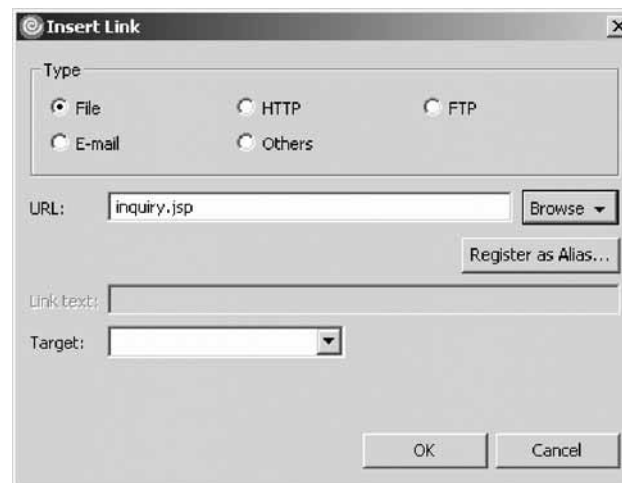 Insert Link
Type
File HTTP FTP
E-mail Others
URL: inquiry.jsp Browse
Register as Alias...
Link text:
Target:
OK Cancel